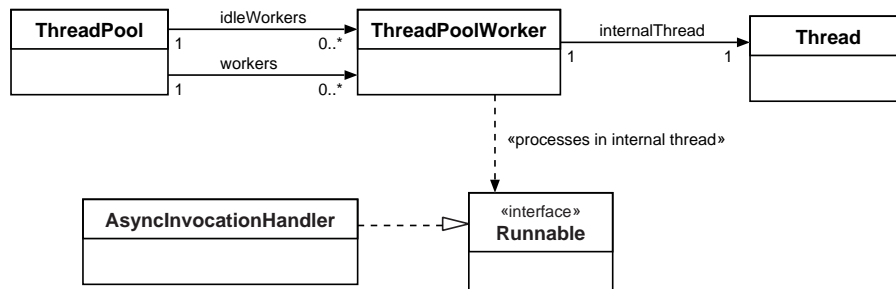 idleWorkers
ThreadPool
ThreadPoolWorker
internalThread
Thread
1
0..*
workers
1
1
1
0..*
«processes in internal thread»
«interface»
AsyncInvocationHandler
Runnable